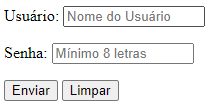 Usuário: Nome do Usuário
Senha: Mínimo 8 letras
Enviar Limpar